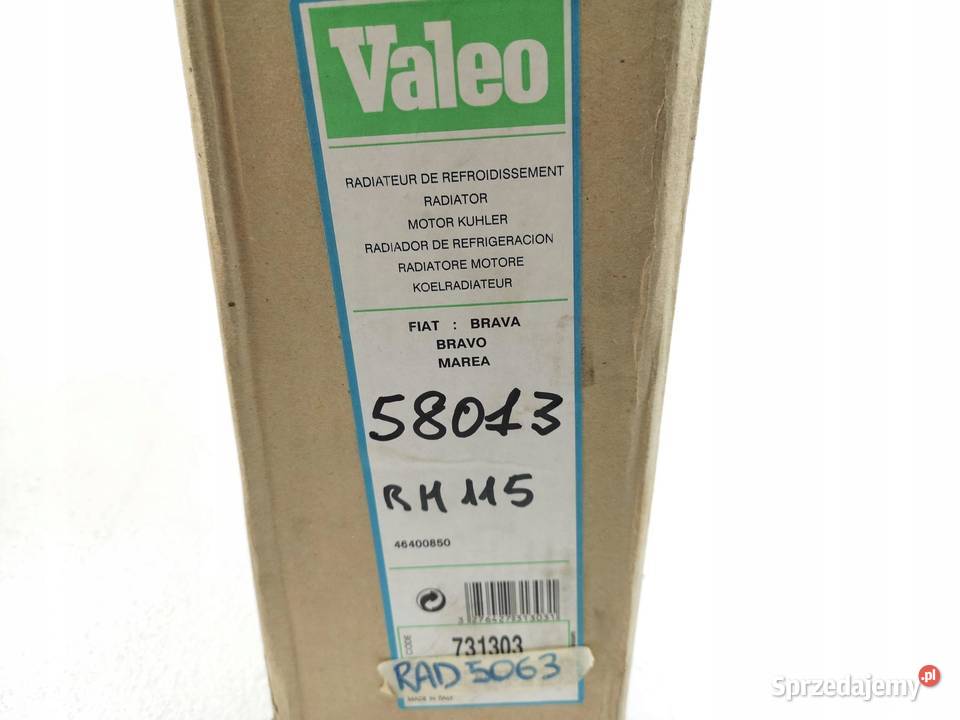 Valeo
RADIATEUR DE REFROIDISSEMENT
RADIATOR
MOTOR KUHLER
RADIADOR DE REFRIGERACION
RADIATORE MOTORE
KOELRADIATEUR
FIAT : BRAVA
BRAVO
MAREA
58013
RM 115
46400850
3276427313031
CODE
731303
RAD 5063
MADE IN ITALY
Sprzedajemy.pl